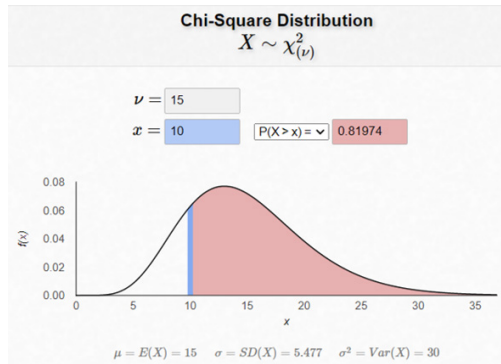 Chi-Square Distribution
X ∼ χ²₍ν₎
ν = 15
x = 10 P(X > x) = 0.81974
0.08
0.06
0.04
0.02
0.00
f(x)
0 5 10 15 20 25 30 35
x
μ = E(X) = 15 σ = SD(X) = 5.477 σ² = Var(X) = 30